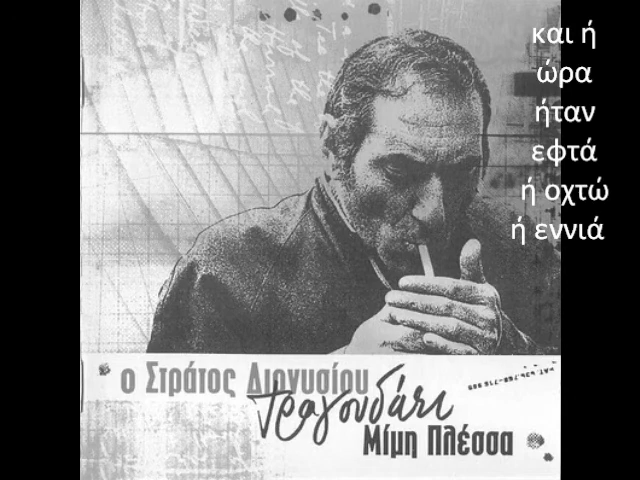 και ή
ώρα
ήταν
εφτά
ή οχτώ
ή εννιά
ο Στράτος Διονυσίου
τραγουδάει
Μίμη Πλέσσα